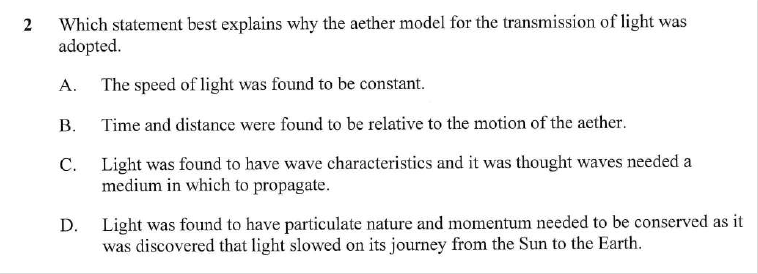 2 Which statement best explains why the aether model for the transmission of light was
adopted.
A. The speed of light was found to be constant.
B. Time and distance were found to be relative to the motion of the aether.
C. Light was found to have wave characteristics and it was thought waves needed a
medium in which to propagate.
D. Light was found to have particulate nature and momentum needed to be conserved as it
was discovered that light slowed on its journey from the Sun to the Earth.